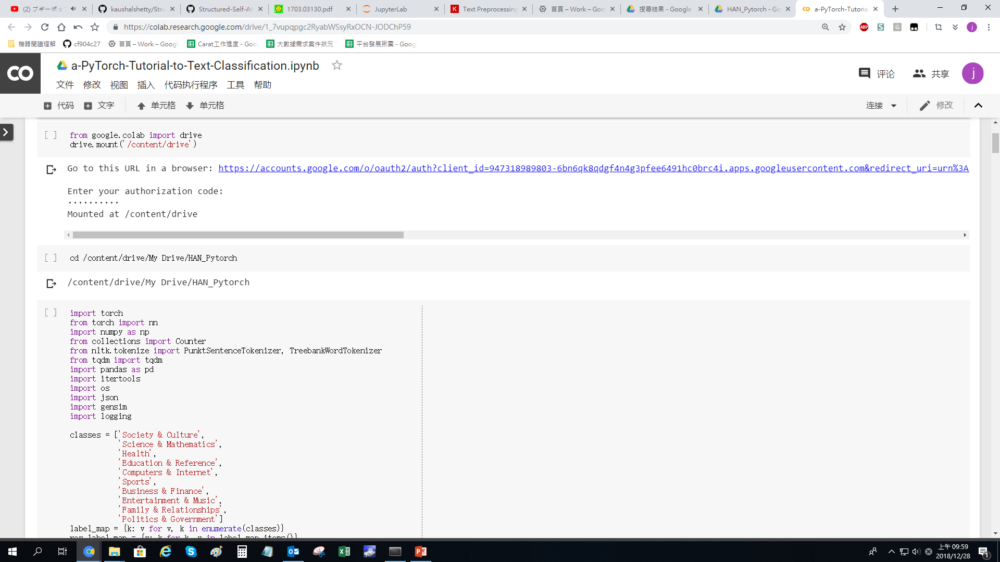 (2) ブギーポップ
kaushalshetty/Stru
Structured-Self-At
1703.03130.pdf
JupyterLab
Text Preprocessing
首頁 – Work – Goo
搜尋結果 - Google
HAN_Pytorch - Go
a-PyTorch-Tutoria
https://colab.research.google.com/drive/1_7vupqpgc2RyabWSsyRxOCN-JODChP59
ABP
j
機器閱讀理解
cf904c27
首頁 – Work – Googl
Carat工作進度 - Goo
大數據需求案件狀況 -
平台發展揪團 - Goog
CO
a-PyTorch-Tutorial-to-Text-Classification.ipynb
评论
共享
j
文件 修改 视图 插入 代码执行程序 工具 帮助
代码 文字 单元格 单元格
连接 修改
[ ] from google.colab import drive
drive.mount('/content/drive')
Go to this URL in a browser: https://accounts.google.com/o/oauth2/auth?client_id=947318989803-6bn6qk8qdgf4n4g3pfee6491hc0brc4i.apps.googleusercontent.com&redirect_uri=urn%3A
Enter your authorization code:
··········
Mounted at /content/drive
[ ] cd /content/drive/My Drive/HAN_Pytorch
/content/drive/My Drive/HAN_Pytorch
[ ] import torch
from torch import nn
import numpy as np
from collections import Counter
from nltk.tokenize import PunktSentenceTokenizer, TreebankWordTokenizer
from tqdm import tqdm
import pandas as pd
import itertools
import os
import json
import gensim
import logging
classes = ['Society & Culture',
'Science & Mathematics',
'Health',
'Education & Reference',
'Computers & Internet',
'Sports',
'Business & Finance',
'Entertainment & Music',
'Family & Relationships',
'Politics & Government']
label_map = {k: v for v, k in enumerate(classes)}
rev_label_map = {v: k for k, v in label_map.items()}
上午 09:59
2018/12/28
1